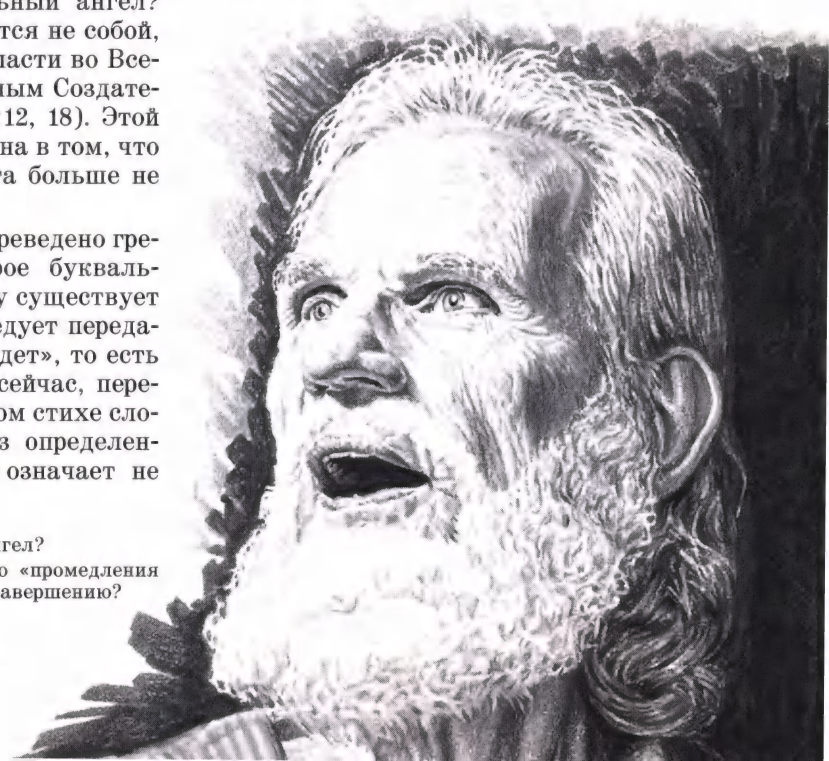 льный ангел?
тся не собой,
ласти во Все-
ным Создате-
12, 18). Этой
на в том, что
га больше не
реведено гре-
рое букваль-
у существует
едует переда-
дет», то есть
сейчас, пере-
ом стихе сло-
з определен-
означает не
гел?
о «промедления
авершению?